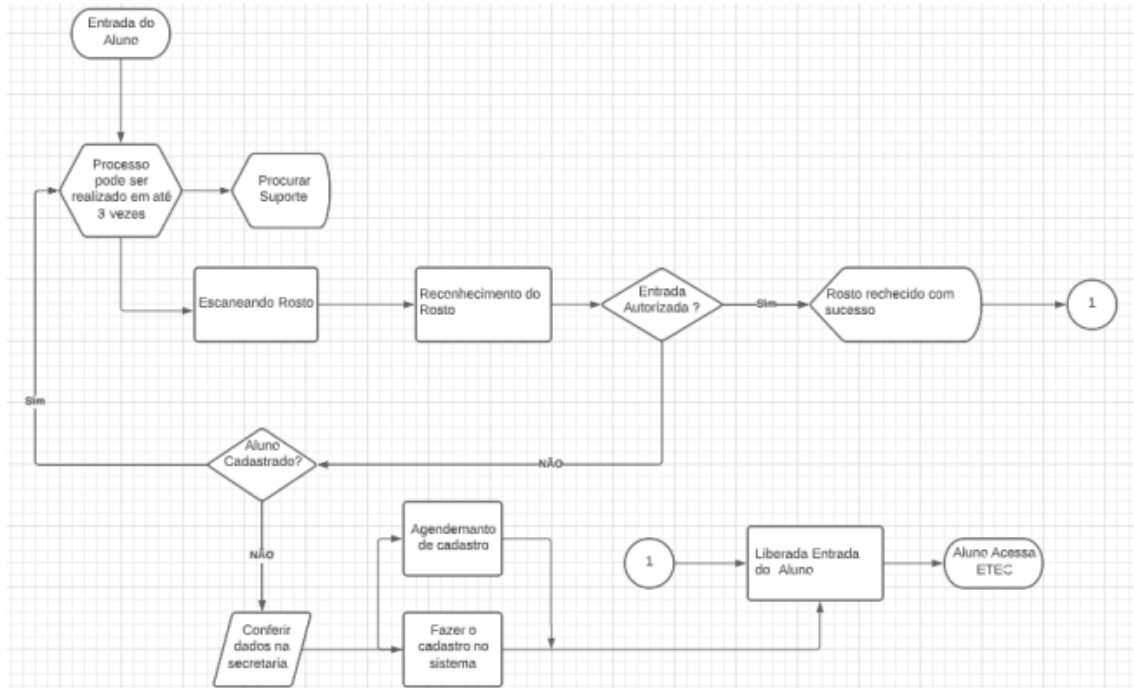 Entrada do
Aluno
Processo
pode ser
realizado em até
3 vezes
Procurar
Suporte
Escaneando Rosto
Reconhecimento do
Rosto
Entrada
Autorizada ?
Sim
Rosto rechecido com
sucesso
1
Sim
Aluno
Cadastrado?
NÃO
NÃO
Agendemanto
de cadastro
1
Liberada Entrada
do Aluno
Aluno Acessa
ETEC
Conferir
dados na
secretaria
Fazer o
cadastro no
sistema